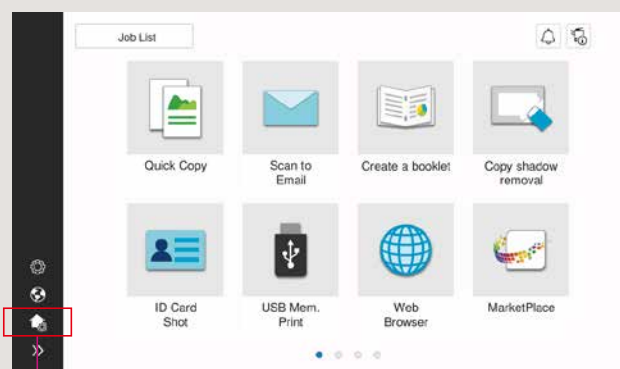 Job List
Quick Copy
Scan to
Email
Create a booklet
Copy shadow
removal
ID Card
Shot
USB Mem.
Print
Web
Browser
MarketPlace